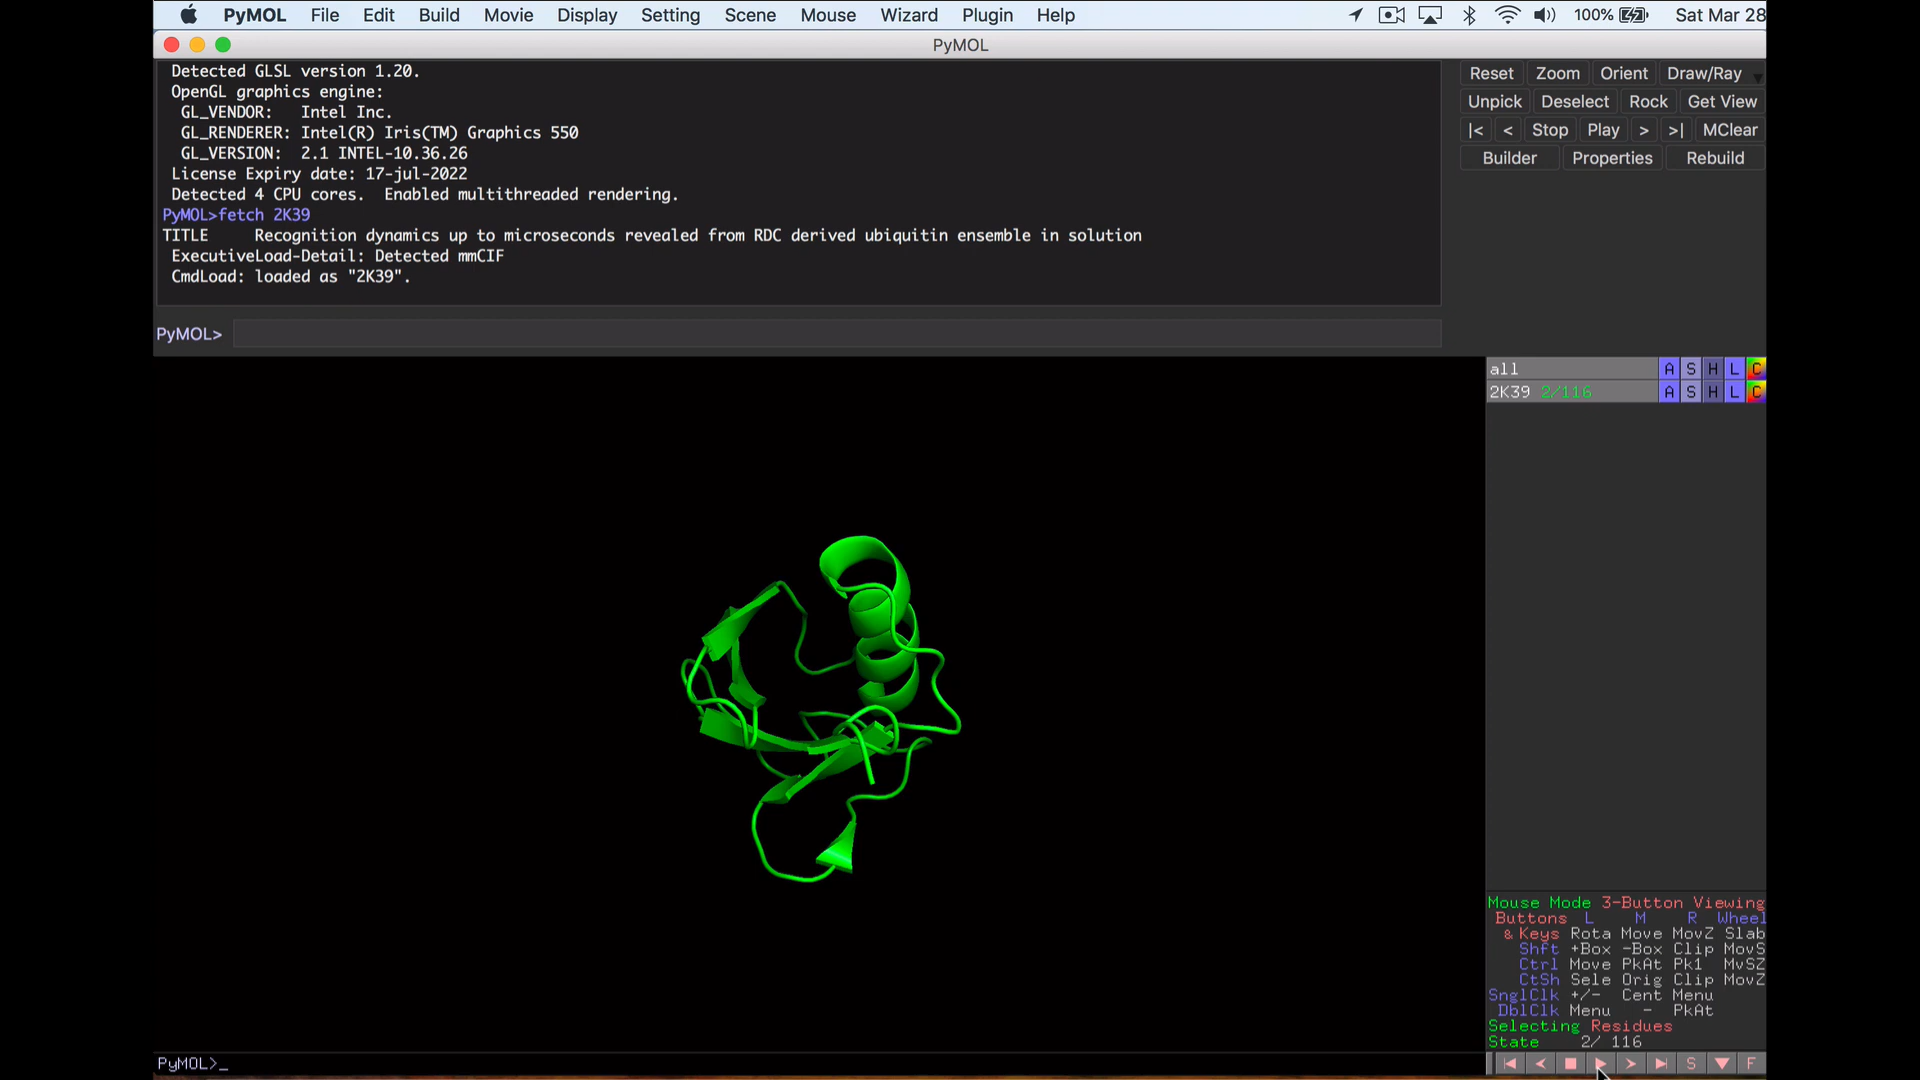 PyMOL File Edit Build Movie Display Setting Scene Mouse Wizard Plugin Help 100% Sat Mar 28
PyMOL
Detected GLSL version 1.20.
OpenGL graphics engine:
GL_VENDOR: Intel Inc.
GL_RENDERER: Intel(R) Iris(TM) Graphics 550
GL_VERSION: 2.1 INTEL-10.36.26
License Expiry date: 17-jul-2022
Detected 4 CPU cores. Enabled multithreaded rendering.
PyMOL>fetch 2K39
TITLE Recognition dynamics up to microseconds revealed from RDC derived ubiquitin ensemble in solution
ExecutiveLoad-Detail: Detected mmCIF
CmdLoad: loaded as "2K39".
PyMOL>
Reset Zoom Orient Draw/Ray
Unpick Deselect Rock Get View
|< < Stop Play > >| MClear
Builder Properties Rebuild
all A S H L C
2K39 2/116 A S H L C
Mouse Mode 3-Button Viewing
Buttons L M R Wheel
& Keys Rota Move MovZ Slab
Shft +Box -Box Clip MovS
Ctrl Move PkAt Pk1 MvSZ
CtSh Sele Orig Clip MovZ
SnglClk +/- Cent Menu
DblClk Menu - PkAt
Selecting Residues
State 2/ 116
S F
PyMOL>_